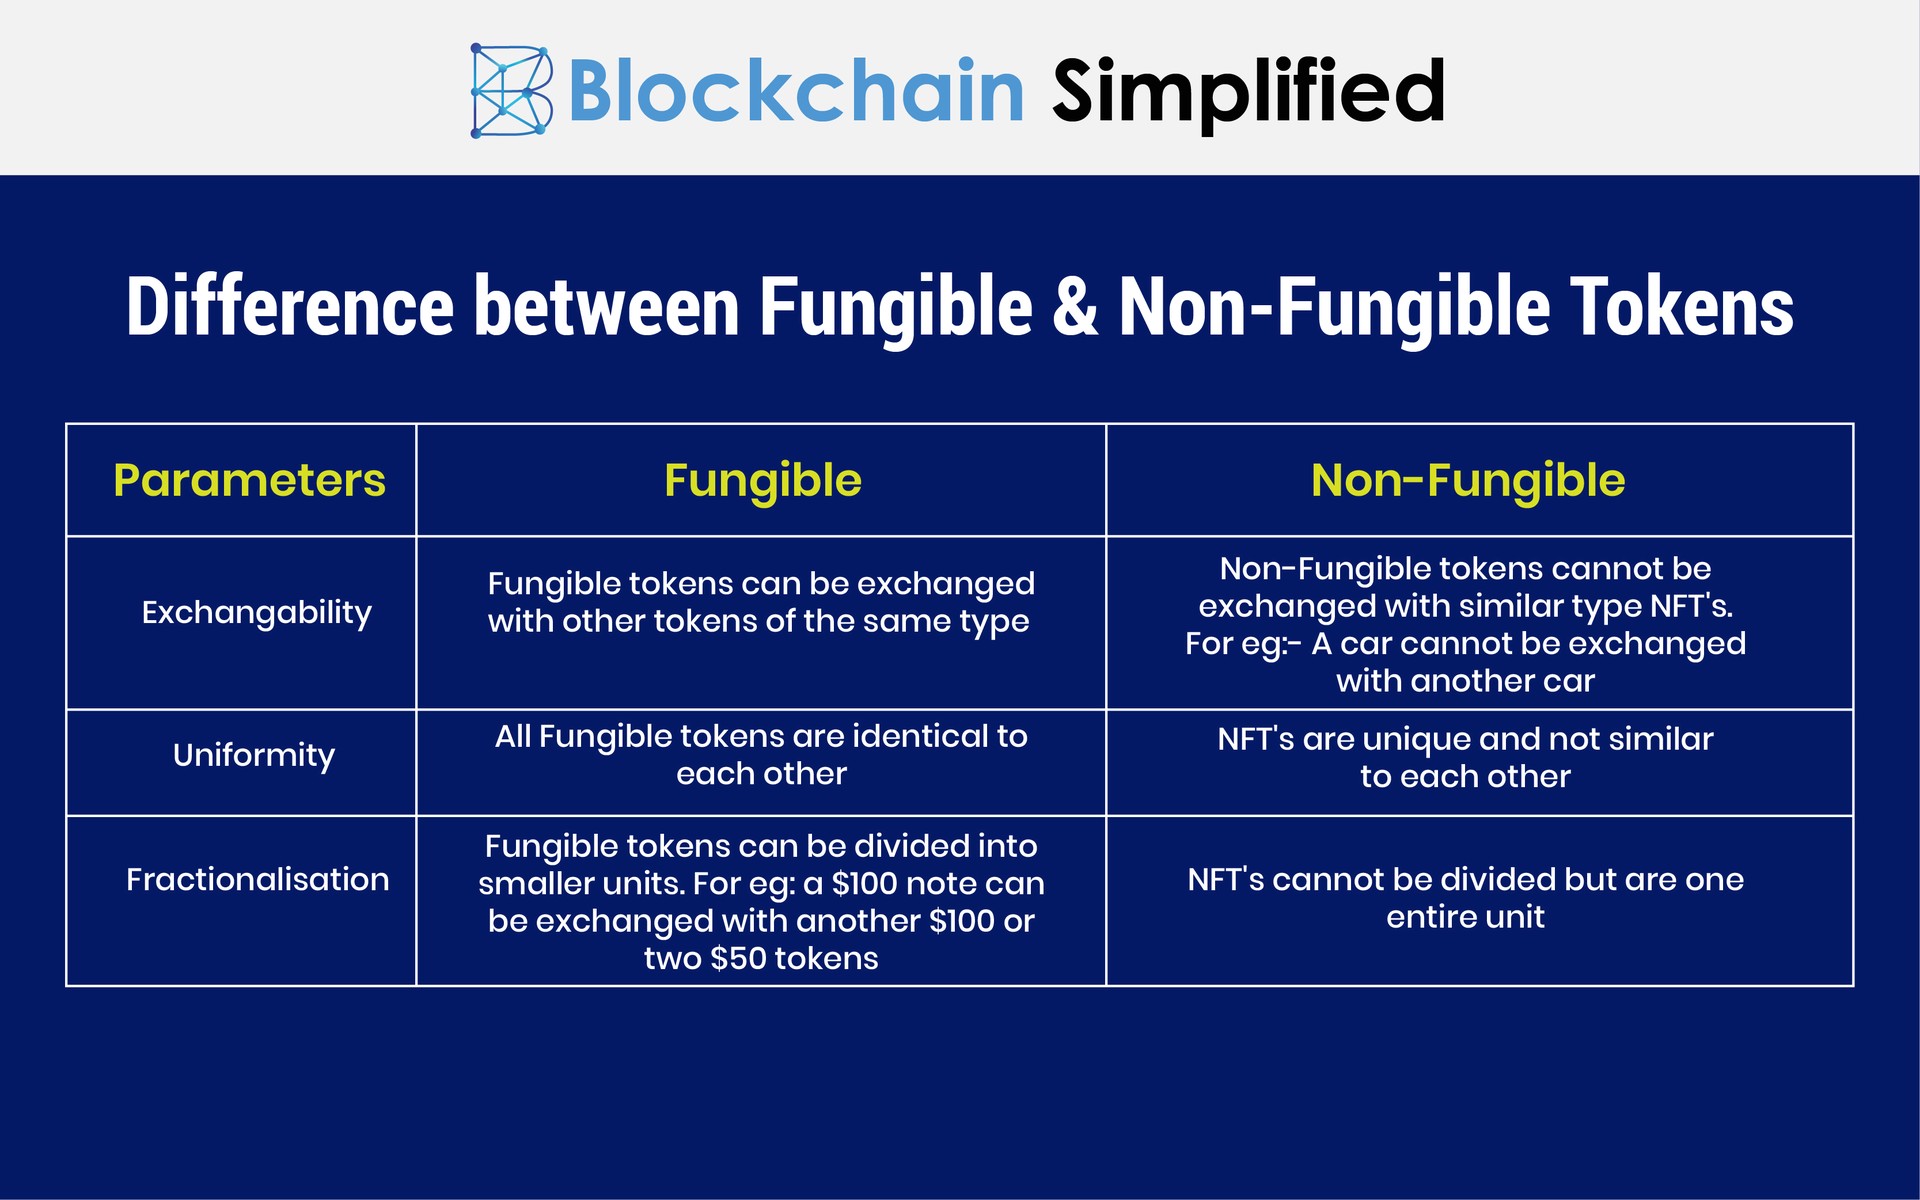 Blockchain Simplified
Difference between Fungible & Non-Fungible Tokens
Parameters
Fungible
Non-Fungible
Exchangability
Fungible tokens can be exchanged
with other tokens of the same type
Non-Fungible tokens cannot be
exchanged with similar type NFT's.
For eg:- A car cannot be exchanged
with another car
Uniformity
All Fungible tokens are identical to
each other
NFT's are unique and not similar
to each other
Fractionalisation
Fungible tokens can be divided into
smaller units. For eg: a $100 note can
be exchanged with another $100 or
two $50 tokens
NFT's cannot be divided but are one
entire unit